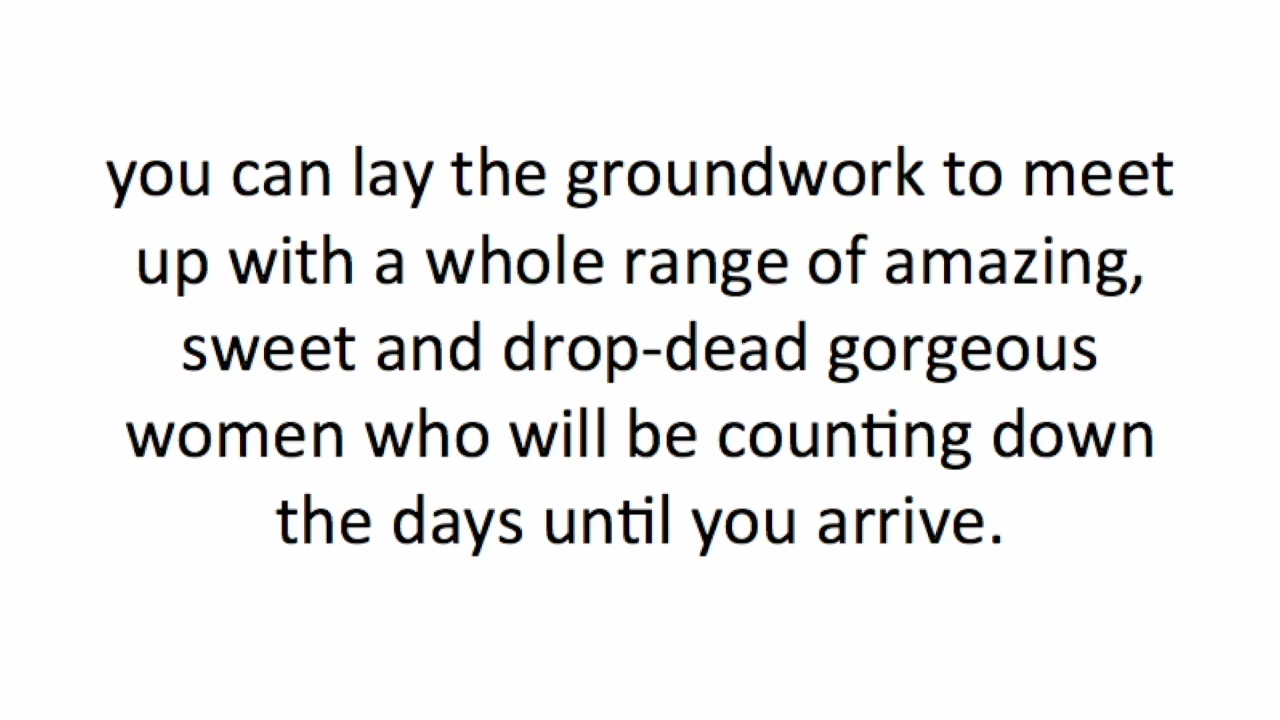 you can lay the groundwork to meet
up with a whole range of amazing,
sweet and drop-dead gorgeous
women who will be counting down
the days until you arrive.